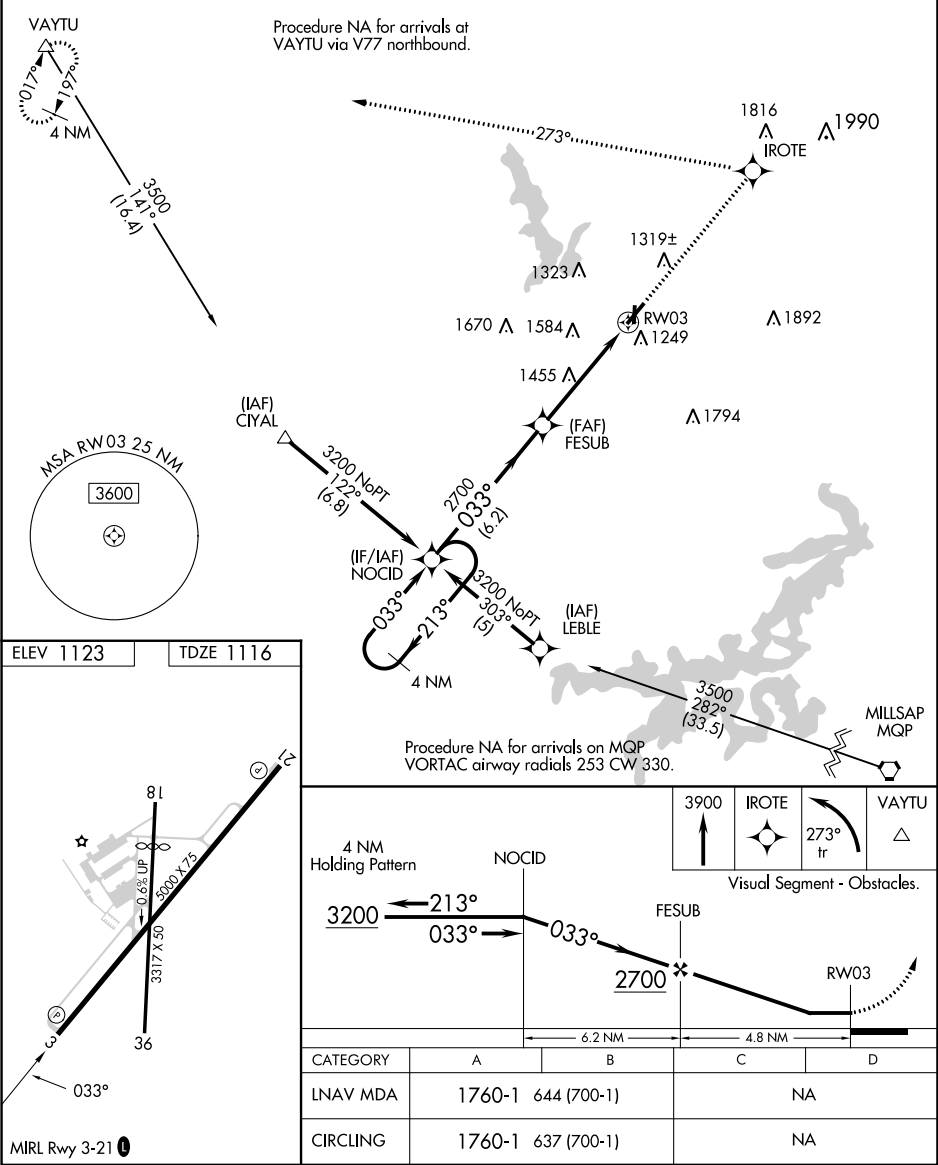 VAYTU
Procedure NA for arrivals at
VAYTU via V77 northbound.
017°
197°
4 NM
3500
141°
(16.4)
273°
1816
1990
IROTE
1319±
1323
1670
1584
RW03
1249
1892
1455
1794
(FAF)
FESUB
(IAF)
CIYAL
3200 NoPT
122°
(6.8)
2700
033°
(6.2)
MSA RW03 25 NM
3600
(IF/IAF)
NOCID
033°
213°
4 NM
3200 NoPT
303°
(5)
(IAF)
LEBLE
3500
282°
(33.5)
MILLSAP
MQP
Procedure NA for arrivals on MQP
VORTAC airway radials 253 CW 330.
ELEV 1123
TDZE 1116
21
18
P
0.6% UP
5000 X 75
3317 X 50
P
3
36
033°
MIRL Rwy 3-21 L
3900
IROTE
273°
tr
VAYTU
Visual Segment - Obstacles.
4 NM
Holding Pattern
NOCID
3200
213°
033°
033°
FESUB
2700
RW03
6.2 NM
4.8 NM
CATEGORY A B C D
LNAV MDA 1760-1 644 (700-1) NA
CIRCLING 1760-1 637 (700-1) NA